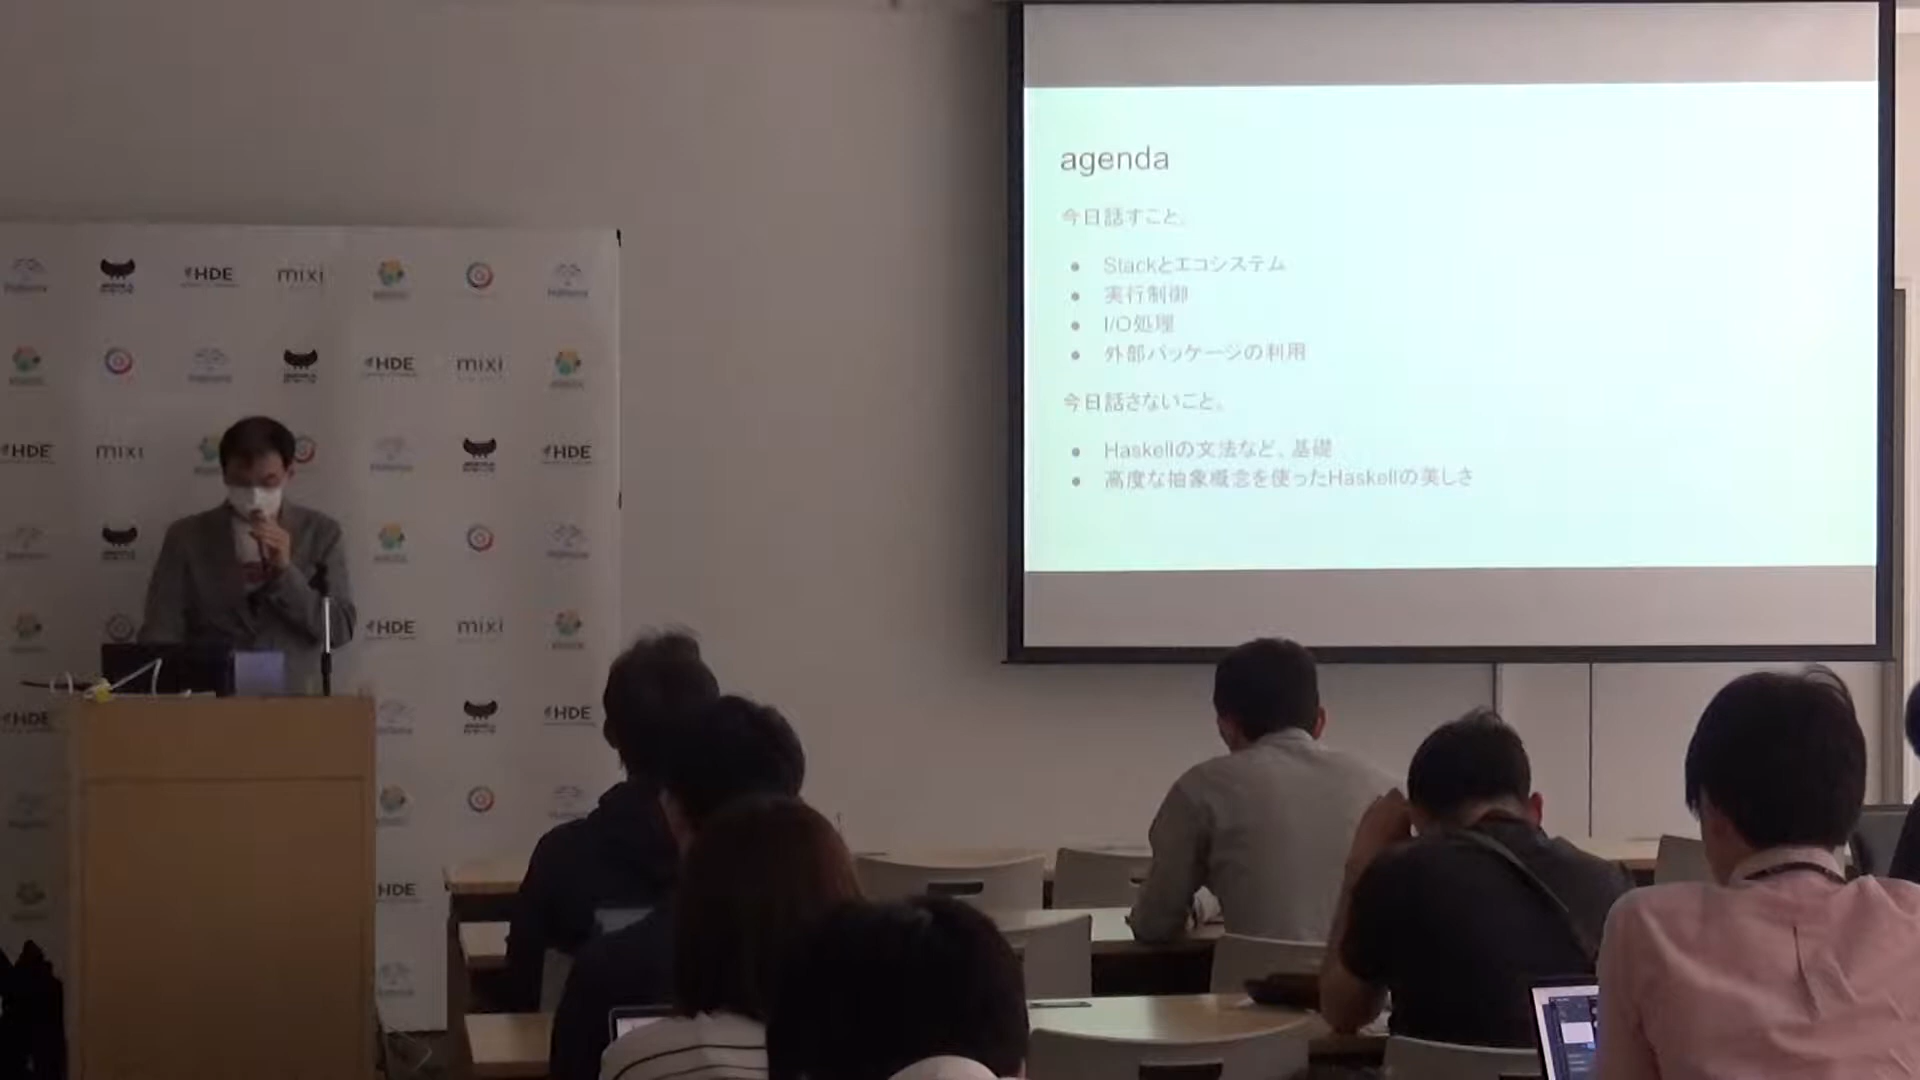 HDE
mixi
HDE
mixi
HDE
mixi
HDE
HDE
mixi
HDE
HDE
HDE
agenda
今日話すこと。
● Stackとエコシステム
● 実行制御
● I/O処理
● 外部パッケージの利用
今日話さないこと。
● Haskellの文法など、基礎
● 高度な抽象概念を使ったHaskellの美しさ